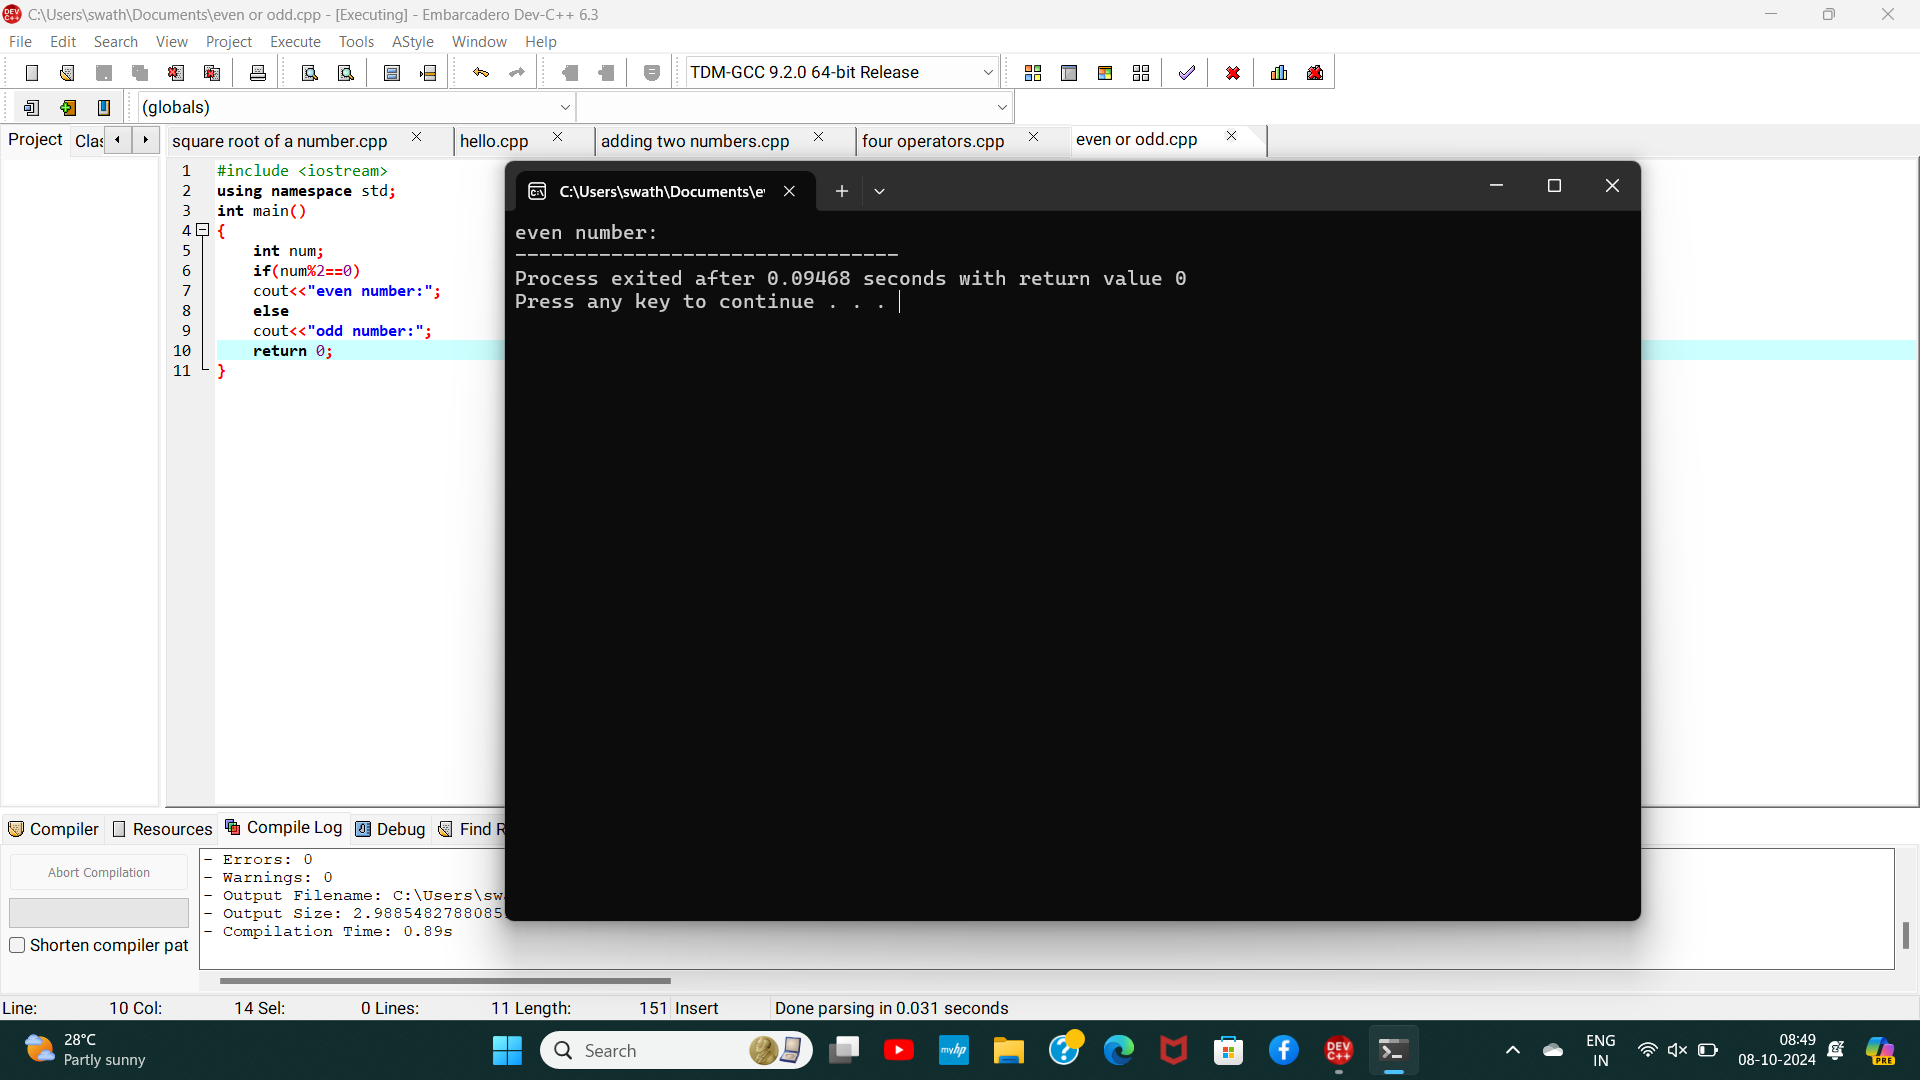 C:\Users\swath\Documents\even or odd.cpp - [Executing] - Embarcadero Dev-C++ 6.3
File Edit Search View Project Execute Tools AStyle Window Help
TDM-GCC 9.2.0 64-bit Release
(globals)
Project Clas square root of a number.cpp hello.cpp adding two numbers.cpp four operators.cpp even or odd.cpp
1 #include <iostream>
2 using namespace std;
3 int main()
4 {
5 int num;
6 if(num%2==0)
7 cout<<"even number:";
8 else
9 cout<<"odd number:";
10 return 0;
11 }
C:\Users\swath\Documents\e
even number:
--------------------------------
Process exited after 0.09468 seconds with return value 0
Press any key to continue . . .
Compiler Resources Compile Log Debug Find R
Abort Compilation
Shorten compiler pat
- Errors: 0
- Warnings: 0
- Output Filename: C:\Users\sw
- Output Size: 2.988548278808
- Compilation Time: 0.89s
Line: 10 Col: 14 Sel: 0 Lines: 11 Length: 151 Insert Done parsing in 0.031 seconds
28°C
Partly sunny
Search
myhp
DEV C++
ENG
IN
08:49
08-10-2024
PRE